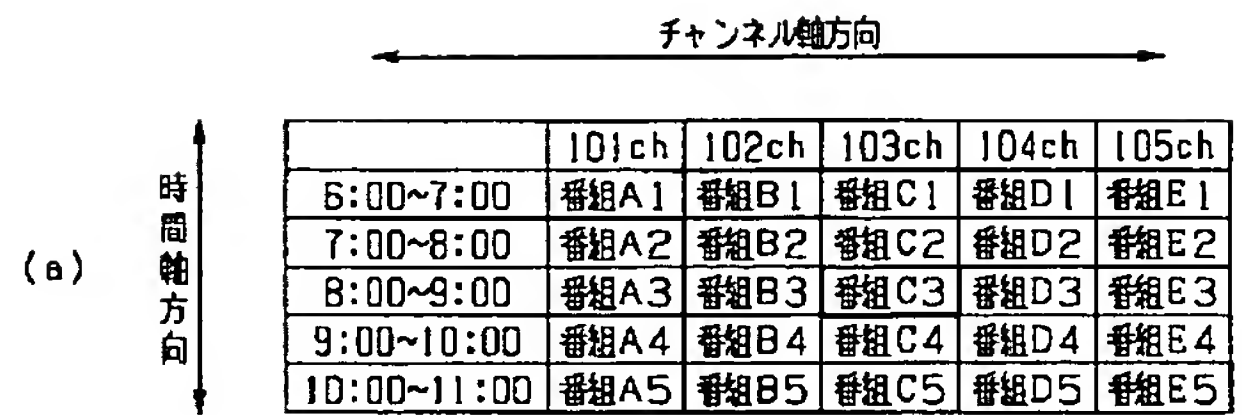 チャンネル軸方向
101ch 102ch 103ch 104ch 105ch
6:00~7:00 番組A1 番組B1 番組C1 番組D1 番組E1
7:00~8:00 番組A2 番組B2 番組C2 番組D2 番組E2
8:00~9:00 番組A3 番組B3 番組C3 番組D3 番組E3
9:00~10:00 番組A4 番組B4 番組C4 番組D4 番組E4
10:00~11:00 番組A5 番組B5 番組C5 番組D5 番組E5
時間軸方向
(a)